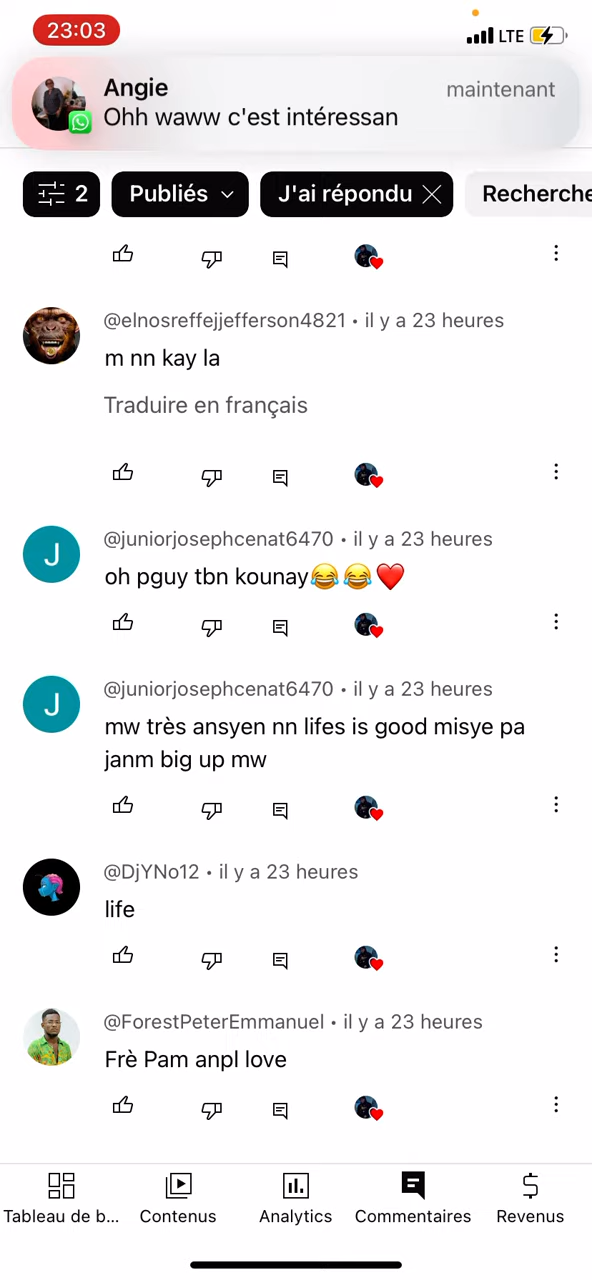 23:03
LTE
Angie
maintenant
Ohh waww c'est intéressan
2
Publiés
J'ai répondu
Recherche
@elnosreffejjefferson4821 • il y a 23 heures
m nn kay la
Traduire en français
J
@juniorjosephcenat6470 • il y a 23 heures
oh pguy tbn kounay😂😂❤️
J
@juniorjosephcenat6470 • il y a 23 heures
mw très ansyen nn lifes is good misye pa
janm big up mw
@DjYNo12 • il y a 23 heures
life
@ForestPeterEmmanuel • il y a 23 heures
Frè Pam anpl love
Tableau de b...
Contenus
Analytics
Commentaires
Revenus